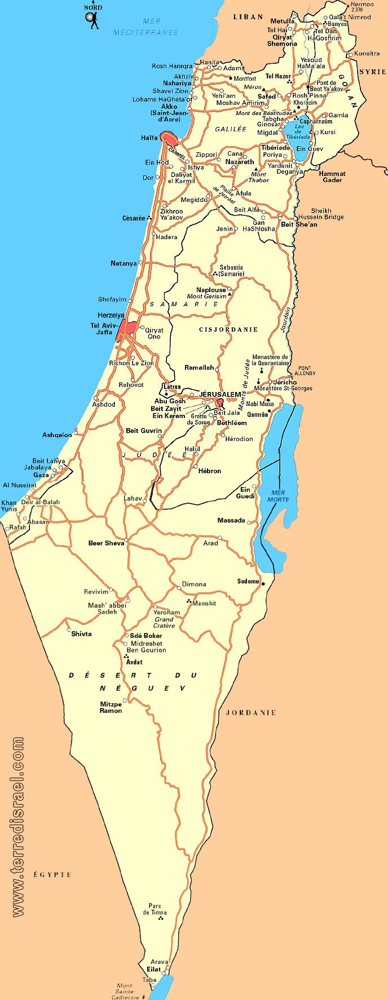 NORD
MER
MÉDITERRANÉE
LIBAN
Hermon
2 370
Metulla
Qala't Nimrod
Banyas
Tel Haï
Tel Dan
Qiryat
Shemona
HaGoshrim
Kuneitra
Hanita
Rosh Haniqra
Adamit
Yesoud
HaMa'ala
SYRIE
Akhziv
Montfort
Tel Hazor
GOLAN
Nahariya
Méron
Pont de
Bnot Ya'akov
Shavei Zion
Yehi'am
Safed
Rosh Pinna
Lohame HaGhéta'ot
Moshav Amirim
Khorazim
Akko
(Saint-Jean-
d'Acre)
Mont des Béatitudes
Gamla
Tabgha
Capharnaüm
Ginosar
GALILÉE
Migdal
Lac
de
Tibériade
Kursi
Haïfa
Tibériade
Ein Guev
CARMEL
Zippori
Cana
Poriya
Ein Hod
Isfiya
Nazareth
Yardenit
Deganya
Dor
Daliyat
el Karmil
Mont
Thabor
Hammat
Gader
Plaine
de Jezréel
Afula
Megiddo
Zikhron
Ya'akov
Beit Alfa
Sheikh
Hussein Bridge
Césarée
Gan
HaShlosha
Beit She'an
Jenin
Hadera
Netanya
Sebastia
(Samarie)
Naplouse
Mont Gerisim
Shefayim
SAMARIE
Herzelya
Jourdain
Tel Aviv-
Jaffa
Qiryat
Ono
CISJORDANIE
Rishon Le Zion
Monastère de
la Quarantaine
Ramallah
PONT
ALLENBY
Monts de Judée
Rehovot
Latrun
Jéricho
Monastère St-Georges
JÉRUSALEM
Ashdod
Abu Gosh
Nabi Musa
Beit Zayit
Ein Kerem
Beit Jala
Qumrân
Grotte
de Soreq
Bethléem
Ashqelon
Beit Guvrin
Hérodion
Halul
JUDÉE
Beit Lahya
Jabalaya
Gaza
Hébron
Al Nuseirat
Ein
Guedi
MER
MORTE
Khan
Yunis
Deir al-Balah
Lahav
Abasan
Massada
Rafah
Beer Sheva
Arad
Sodome
Revivim
Dimona
Mash' abbei
Sadeh
Mamshit
Yeroham
Grand
Cratère
Shivta
Sdé Boker
Midreshet
Ben Gourion
Avdat
DÉSERT DU
NÉGUEV
Mitzpe
Ramon
JORDANIE
www.terredisrael.com
ÉGYPTE
Parc
de Timna
Arava
Eilat
Taba
Mont-
Sainte-
Catherine